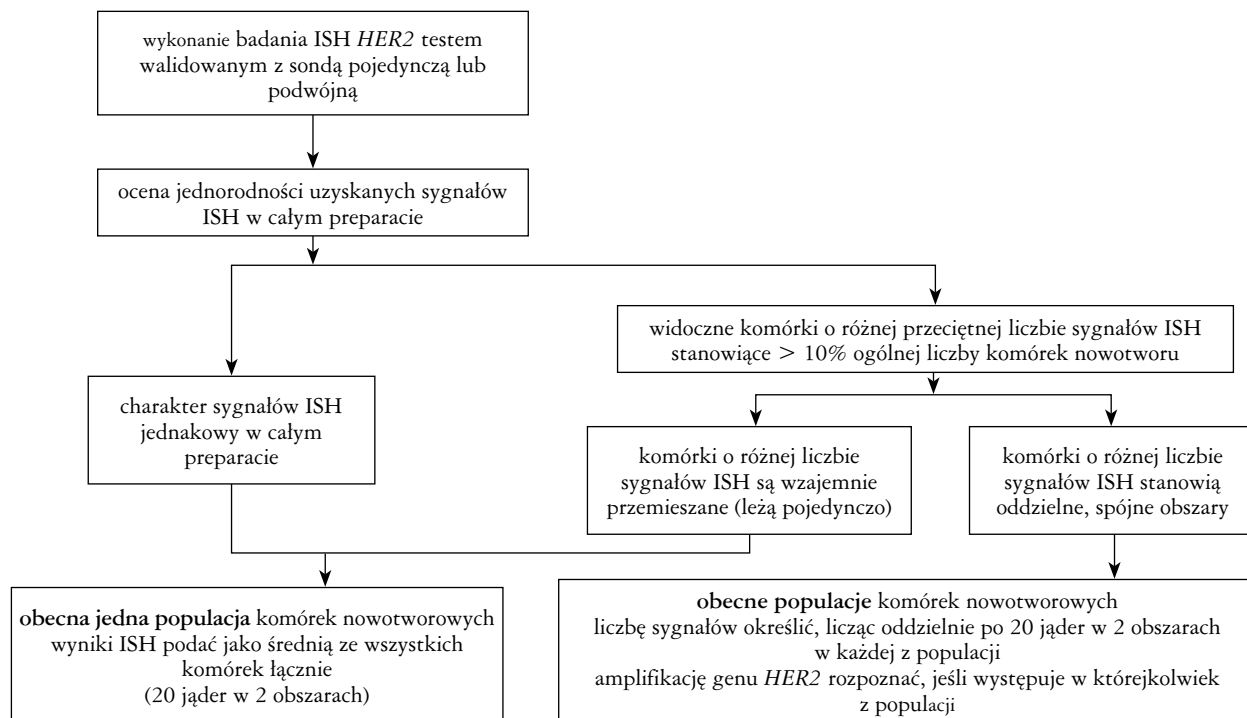 wykonanie badania ISH HER2 testem
walidowanym z sondą pojedynczą lub
podwójną
ocena jednorodności uzyskanych sygnałów
ISH w całym preparacie
widoczne komórki o różnej przeciętnej liczbie sygnałów ISH
stanowiące > 10% ogólnej liczby komórek nowotworu
charakter sygnałów ISH
jednakowy w całym
preparacie
komórki o różnej liczbie
sygnałów ISH są wzajemnie
przemieszane (leżą pojedynczo)
komórki o różnej liczbie
sygnałów ISH stanowią
oddzielne, spójne obszary
obecna jedna populacja komórek nowotworowych
wyniki ISH podać jako średnią ze wszystkich
komórek łącznie
(20 jąder w 2 obszarach)
obecne populacje komórek nowotworowych
liczbę sygnałów określić, licząc oddzielnie po 20 jąder w 2 obszarach
w każdej z populacji
amplifikację genu HER2 rozpoznać, jeśli występuje w którejkolwiek
z populacji